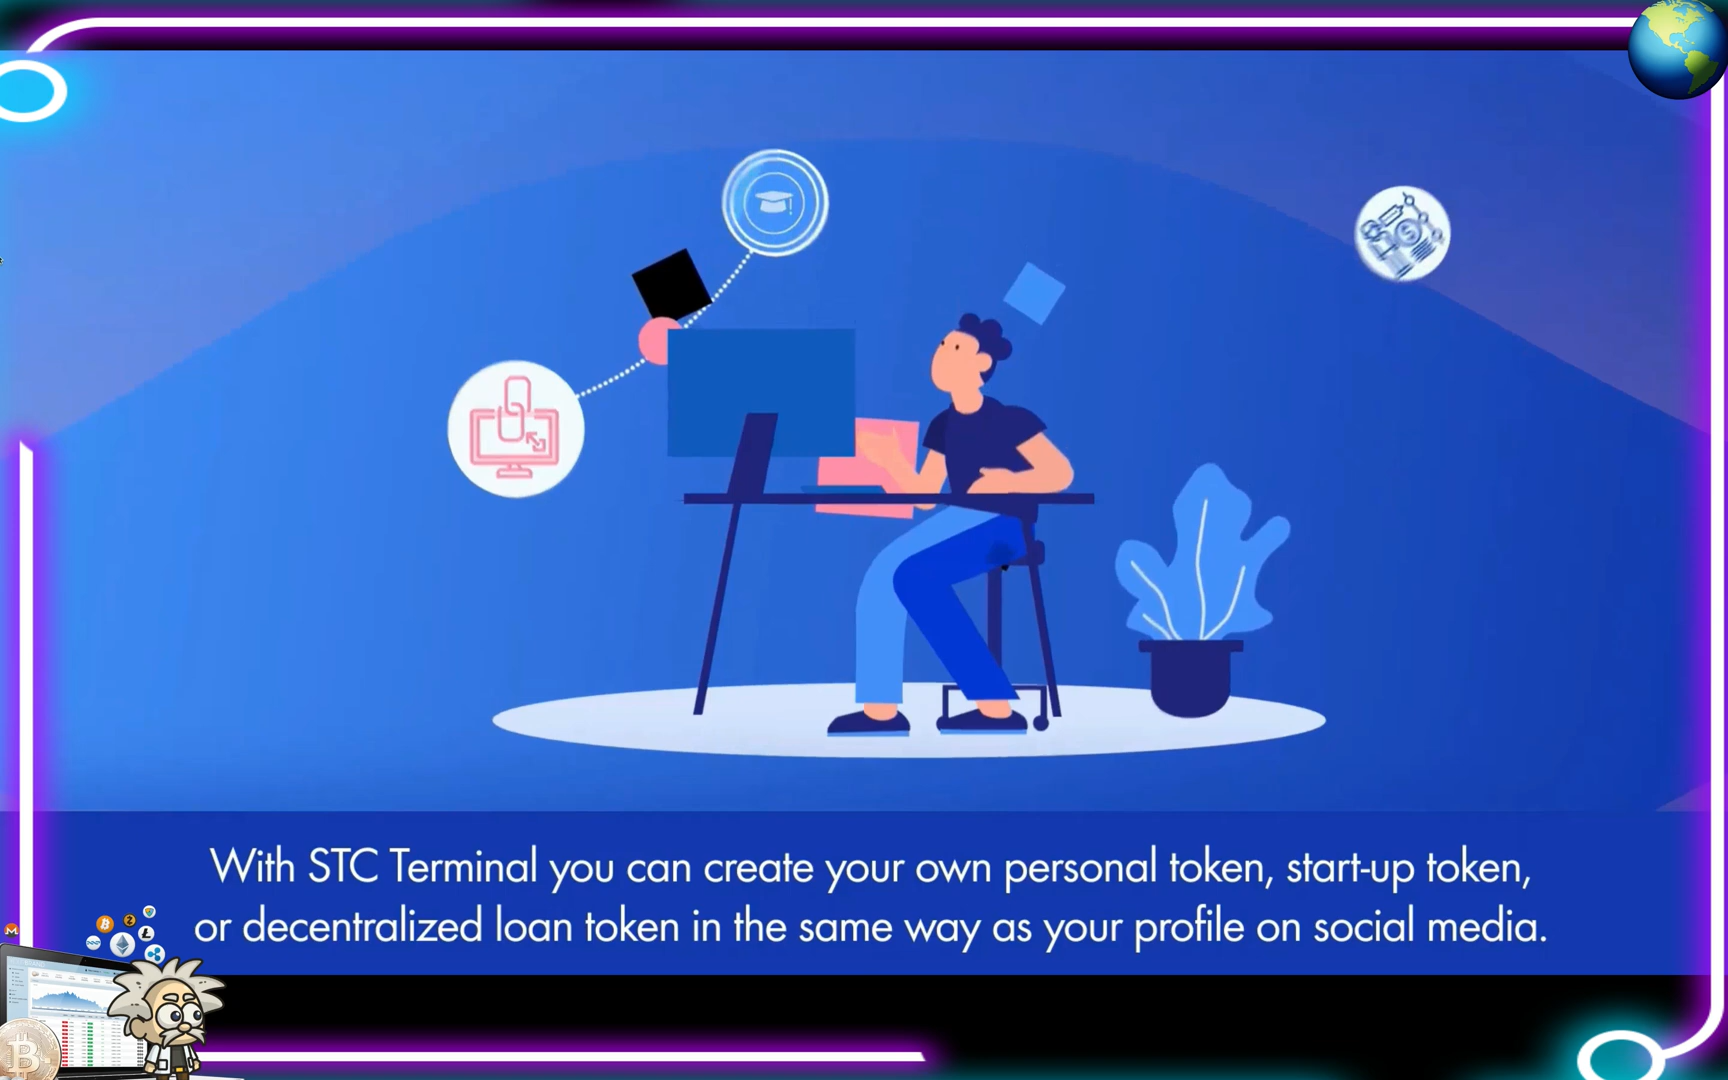 With STC Terminal you can create your own personal token, start-up token,
or decentralized loan token in the same way as your profile on social media.